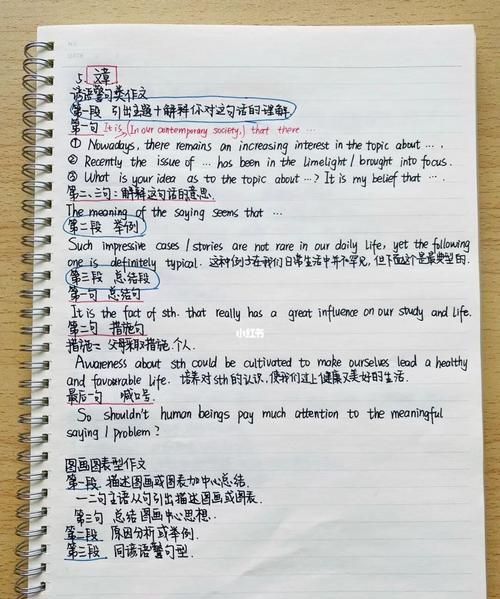 5. 文章
谚语警句类作文
第一段 引出主题+解释你对这句话的谜解
第一句 It is (In our contemporary society,) that there …
① Nowadays, there remains an increasing interest in the topic about … .
② Recently the issue of … has been in the limelight / brought into focus.
③ What is your idea as to the topic about …? It is my belief that … .
第二、三句：解释这句话的意思
The meaning of the saying seems that …
第二段 举例
Such impressive cases / stories are not rare in our daily life, yet the following
one is definitely typical. 这种例子在我们日常生活中并不罕见，但下面这个是最典型的.
第三段 总结段
第一句 总结句
It is the fact of sth. that really has a great influence on our study and life.
第二句 措施句
小红书
措施：父母采取措施.个人.
Awareness about sth could be cultivated to make ourselves lead a healthy
and favourable life. 培养对sth的认识，使我们过上健康又美好的生活.
最后一句 喊口号.
So shouldn't human beings pay much attention to the meaningful
saying / problem?
图画图表型作文
第一段 描述图画或图表加中心总结.
一二句主语从句引出描述图画或图表.
第三句 总结图画中心思想.
第二段 原因分析或举例.
第三段 同谚语警句型.